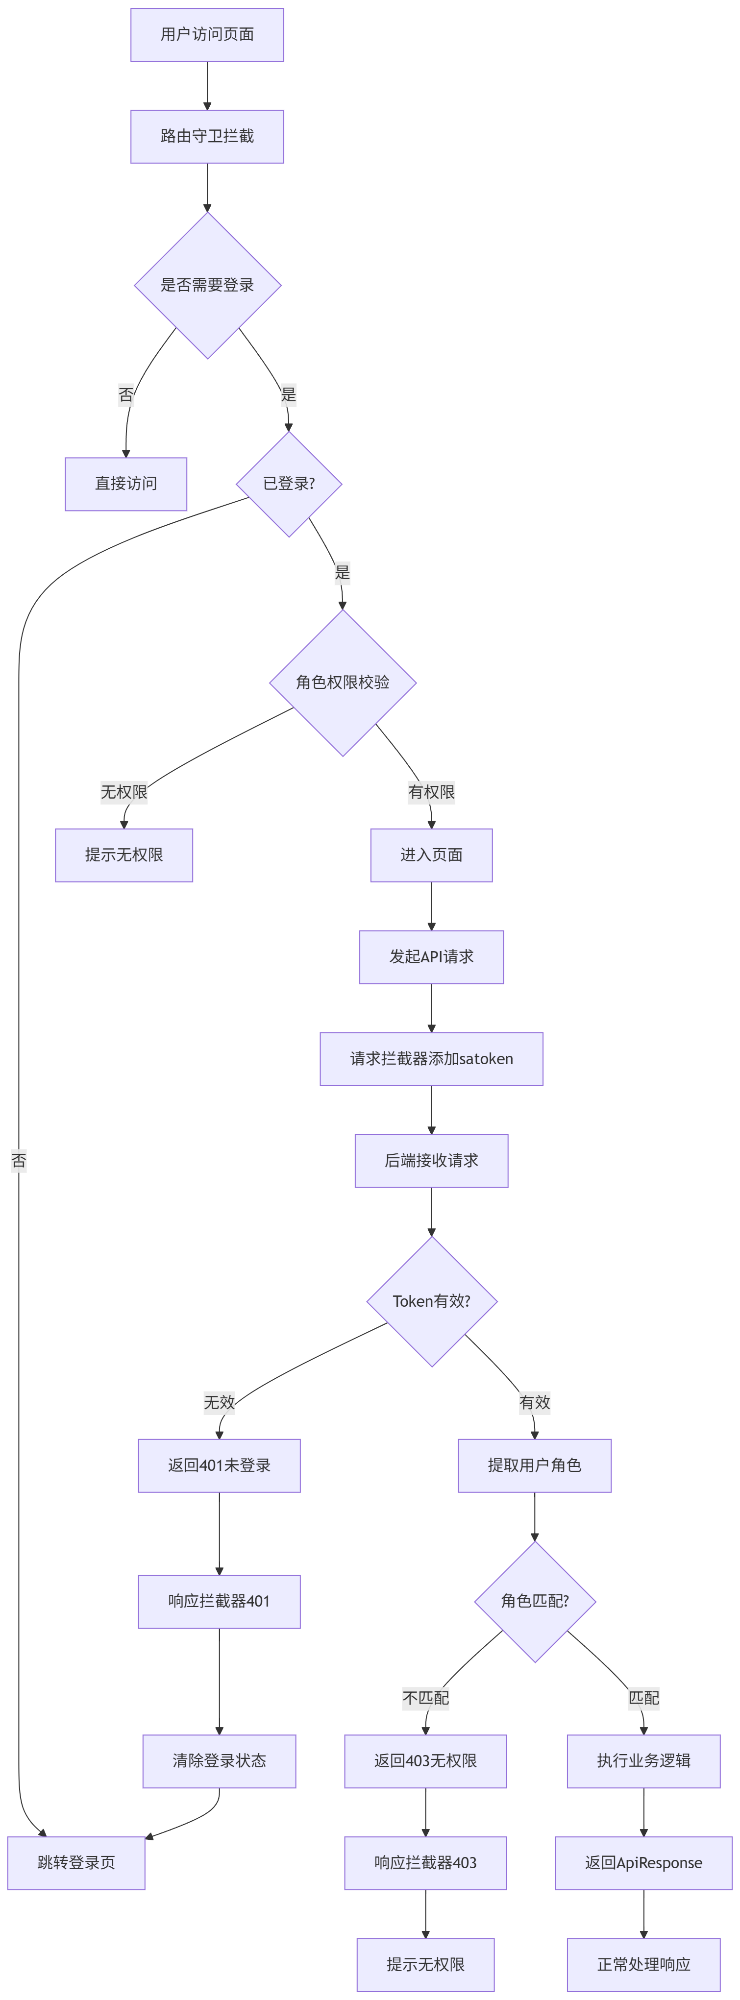 用户访问页面
路由守卫拦截
是否需要登录
否
是
直接访问
已登录?
是
角色权限校验
无权限
有权限
提示无权限
进入页面
发起API请求
请求拦截器添加satoken
否
后端接收请求
Token有效?
无效
有效
返回401未登录
提取用户角色
响应拦截器401
角色匹配?
不匹配
匹配
清除登录状态
返回403无权限
执行业务逻辑
跳转登录页
响应拦截器403
返回ApiResponse
提示无权限
正常处理响应